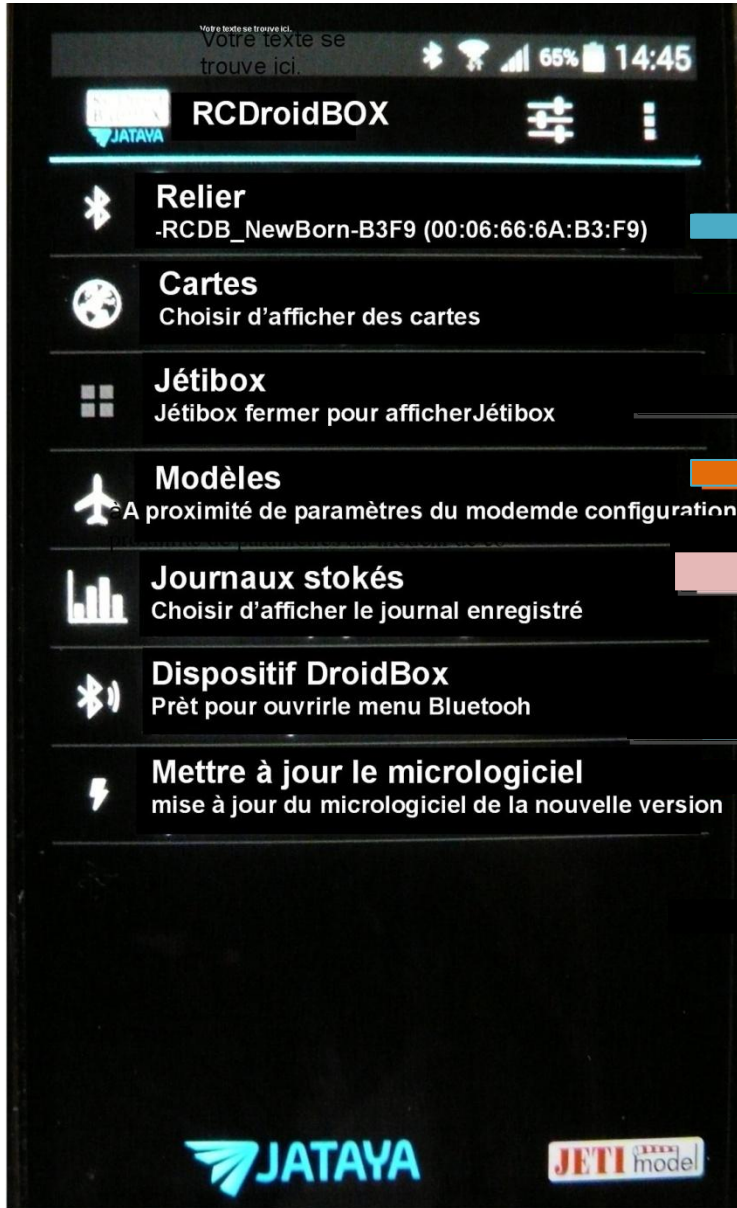 Votre texte se trouve ici.
Votre texte se
trouve ici.
65% 14:45
JATAYA
RCDroidBOX
Relier
-RCDB_NewBorn-B3F9 (00:06:66:6A:B3:F9)
Cartes
Choisir d’afficher des cartes
Jétibox
Jétibox fermer pour afficherJétibox
Modèles
èA proximité de paramètres du modemde configuration
Journaux stokés
Choisir d’afficher le journal enregistré
Dispositif DroidBox
Prèt pour ouvrirle menu Bluetooh
Mettre à jour le micrologiciel
mise à jour du micrologiciel de la nouvelle version
JATAYA
JETI model